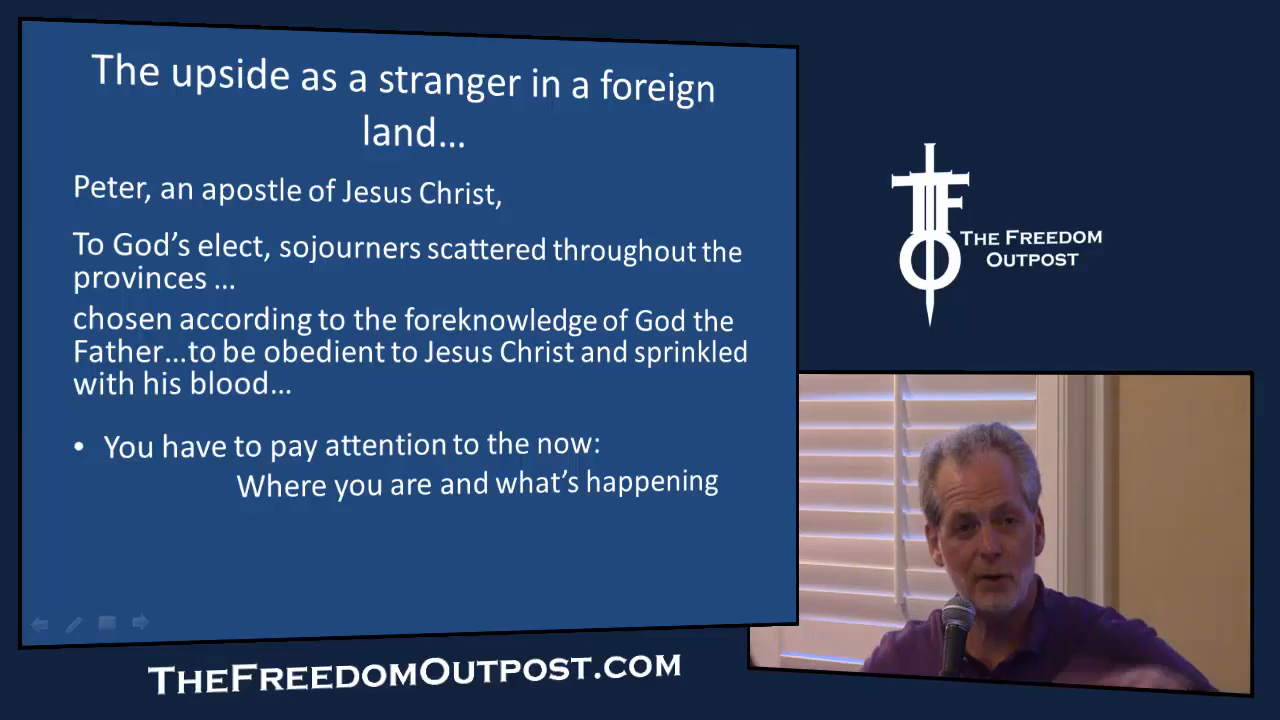 The upside as a stranger in a foreign
land...
Peter, an apostle of Jesus Christ,
To God's elect, sojourners scattered throughout the
provinces ...
chosen according to the foreknowledge of God the
Father...to be obedient to Jesus Christ and sprinkled
with his blood...
• You have to pay attention to the now:
Where you are and what's happening
TF
THE FREEDOM
OUTPOST
THEFREEDOMOUTPOST.COM